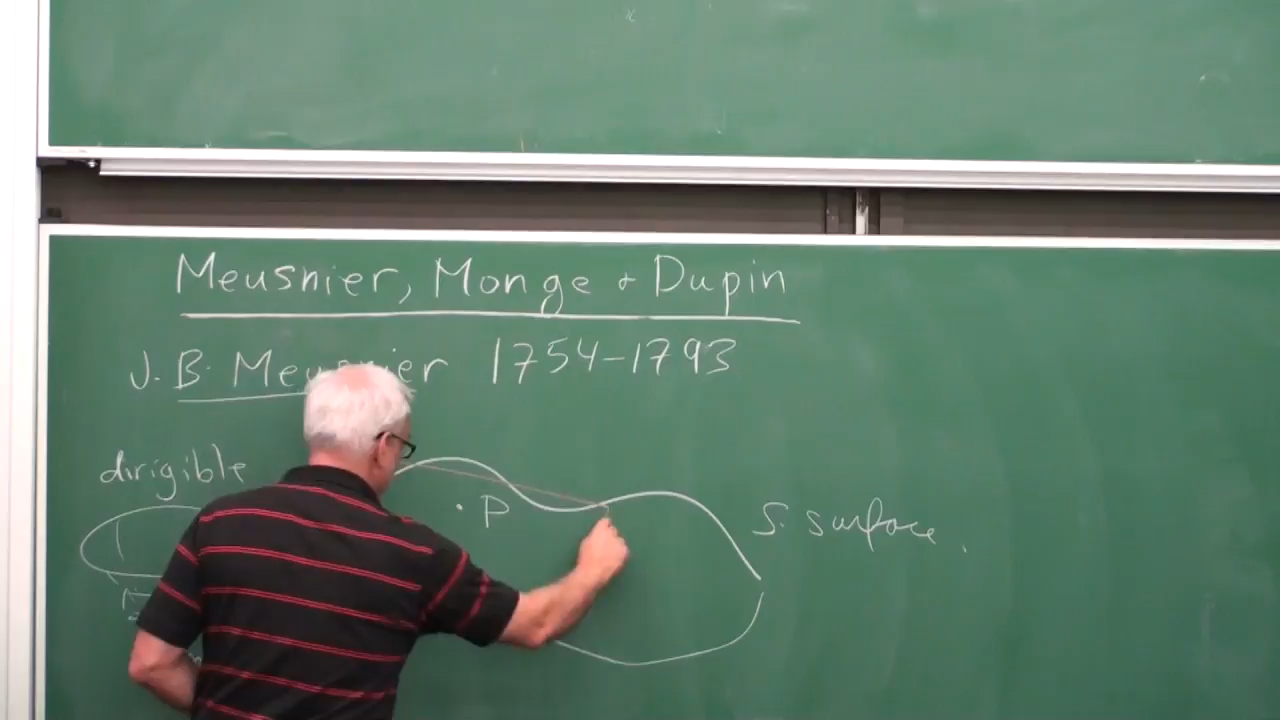 Meusnier, Monge + Dupin
J. B. Meusnier 1754-1793
dirigible
P
S: surface.